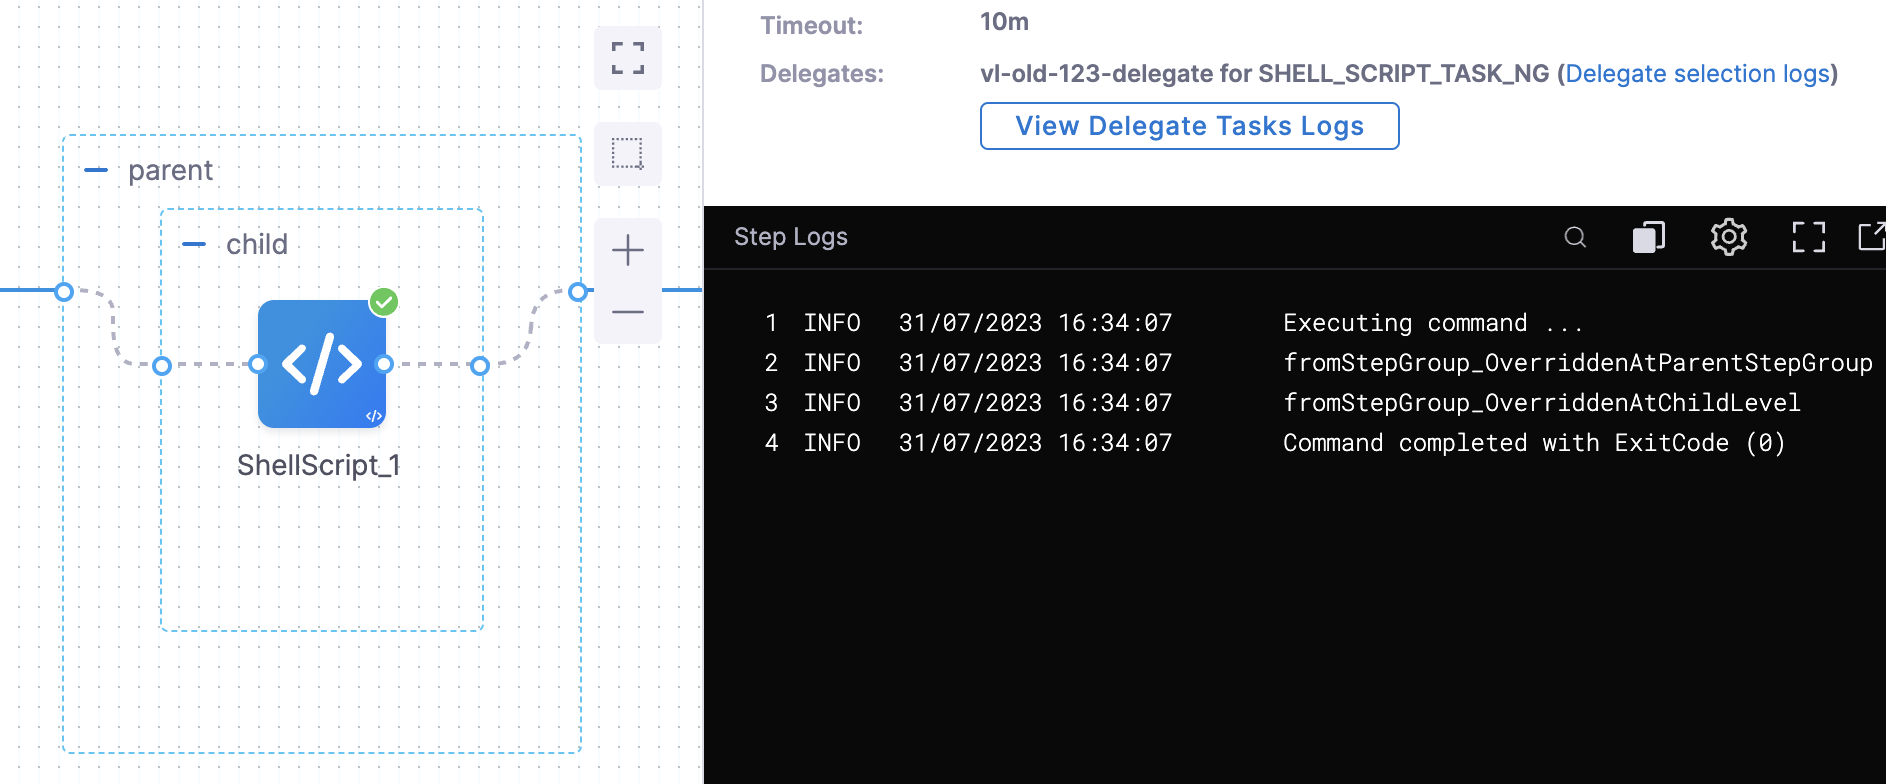 parent
child
</>
</>
ShellScript_1
Timeout: 10m
Delegates: vl-old-123-delegate for SHELL_SCRIPT_TASK_NG (Delegate selection logs)
View Delegate Tasks Logs
Step Logs
1 INFO 31/07/2023 16:34:07 Executing command ...
2 INFO 31/07/2023 16:34:07 fromStepGroup_OverriddenAtParentStepGroup
3 INFO 31/07/2023 16:34:07 fromStepGroup_OverriddenAtChildLevel
4 INFO 31/07/2023 16:34:07 Command completed with ExitCode (0)